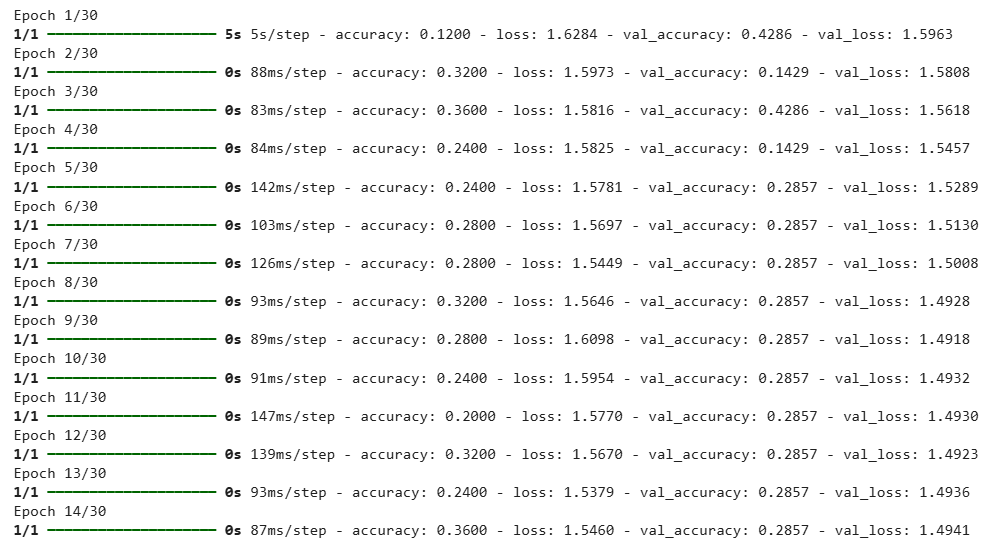 Epoch 1/30
1/1 ━━━━━━━━━━━━━━━━━━━━ 5s 5s/step - accuracy: 0.1200 - loss: 1.6284 - val_accuracy: 0.4286 - val_loss: 1.5963
Epoch 2/30
1/1 ━━━━━━━━━━━━━━━━━━━━ 0s 88ms/step - accuracy: 0.3200 - loss: 1.5973 - val_accuracy: 0.1429 - val_loss: 1.5808
Epoch 3/30
1/1 ━━━━━━━━━━━━━━━━━━━━ 0s 83ms/step - accuracy: 0.3600 - loss: 1.5816 - val_accuracy: 0.4286 - val_loss: 1.5618
Epoch 4/30
1/1 ━━━━━━━━━━━━━━━━━━━━ 0s 84ms/step - accuracy: 0.2400 - loss: 1.5825 - val_accuracy: 0.1429 - val_loss: 1.5457
Epoch 5/30
1/1 ━━━━━━━━━━━━━━━━━━━━ 0s 142ms/step - accuracy: 0.2400 - loss: 1.5781 - val_accuracy: 0.2857 - val_loss: 1.5289
Epoch 6/30
1/1 ━━━━━━━━━━━━━━━━━━━━ 0s 103ms/step - accuracy: 0.2800 - loss: 1.5697 - val_accuracy: 0.2857 - val_loss: 1.5130
Epoch 7/30
1/1 ━━━━━━━━━━━━━━━━━━━━ 0s 126ms/step - accuracy: 0.2800 - loss: 1.5449 - val_accuracy: 0.2857 - val_loss: 1.5008
Epoch 8/30
1/1 ━━━━━━━━━━━━━━━━━━━━ 0s 93ms/step - accuracy: 0.3200 - loss: 1.5646 - val_accuracy: 0.2857 - val_loss: 1.4928
Epoch 9/30
1/1 ━━━━━━━━━━━━━━━━━━━━ 0s 89ms/step - accuracy: 0.2800 - loss: 1.6098 - val_accuracy: 0.2857 - val_loss: 1.4918
Epoch 10/30
1/1 ━━━━━━━━━━━━━━━━━━━━ 0s 91ms/step - accuracy: 0.2400 - loss: 1.5954 - val_accuracy: 0.2857 - val_loss: 1.4932
Epoch 11/30
1/1 ━━━━━━━━━━━━━━━━━━━━ 0s 147ms/step - accuracy: 0.2000 - loss: 1.5770 - val_accuracy: 0.2857 - val_loss: 1.4930
Epoch 12/30
1/1 ━━━━━━━━━━━━━━━━━━━━ 0s 139ms/step - accuracy: 0.3200 - loss: 1.5670 - val_accuracy: 0.2857 - val_loss: 1.4923
Epoch 13/30
1/1 ━━━━━━━━━━━━━━━━━━━━ 0s 93ms/step - accuracy: 0.2400 - loss: 1.5379 - val_accuracy: 0.2857 - val_loss: 1.4936
Epoch 14/30
1/1 ━━━━━━━━━━━━━━━━━━━━ 0s 87ms/step - accuracy: 0.3600 - loss: 1.5460 - val_accuracy: 0.2857 - val_loss: 1.4941